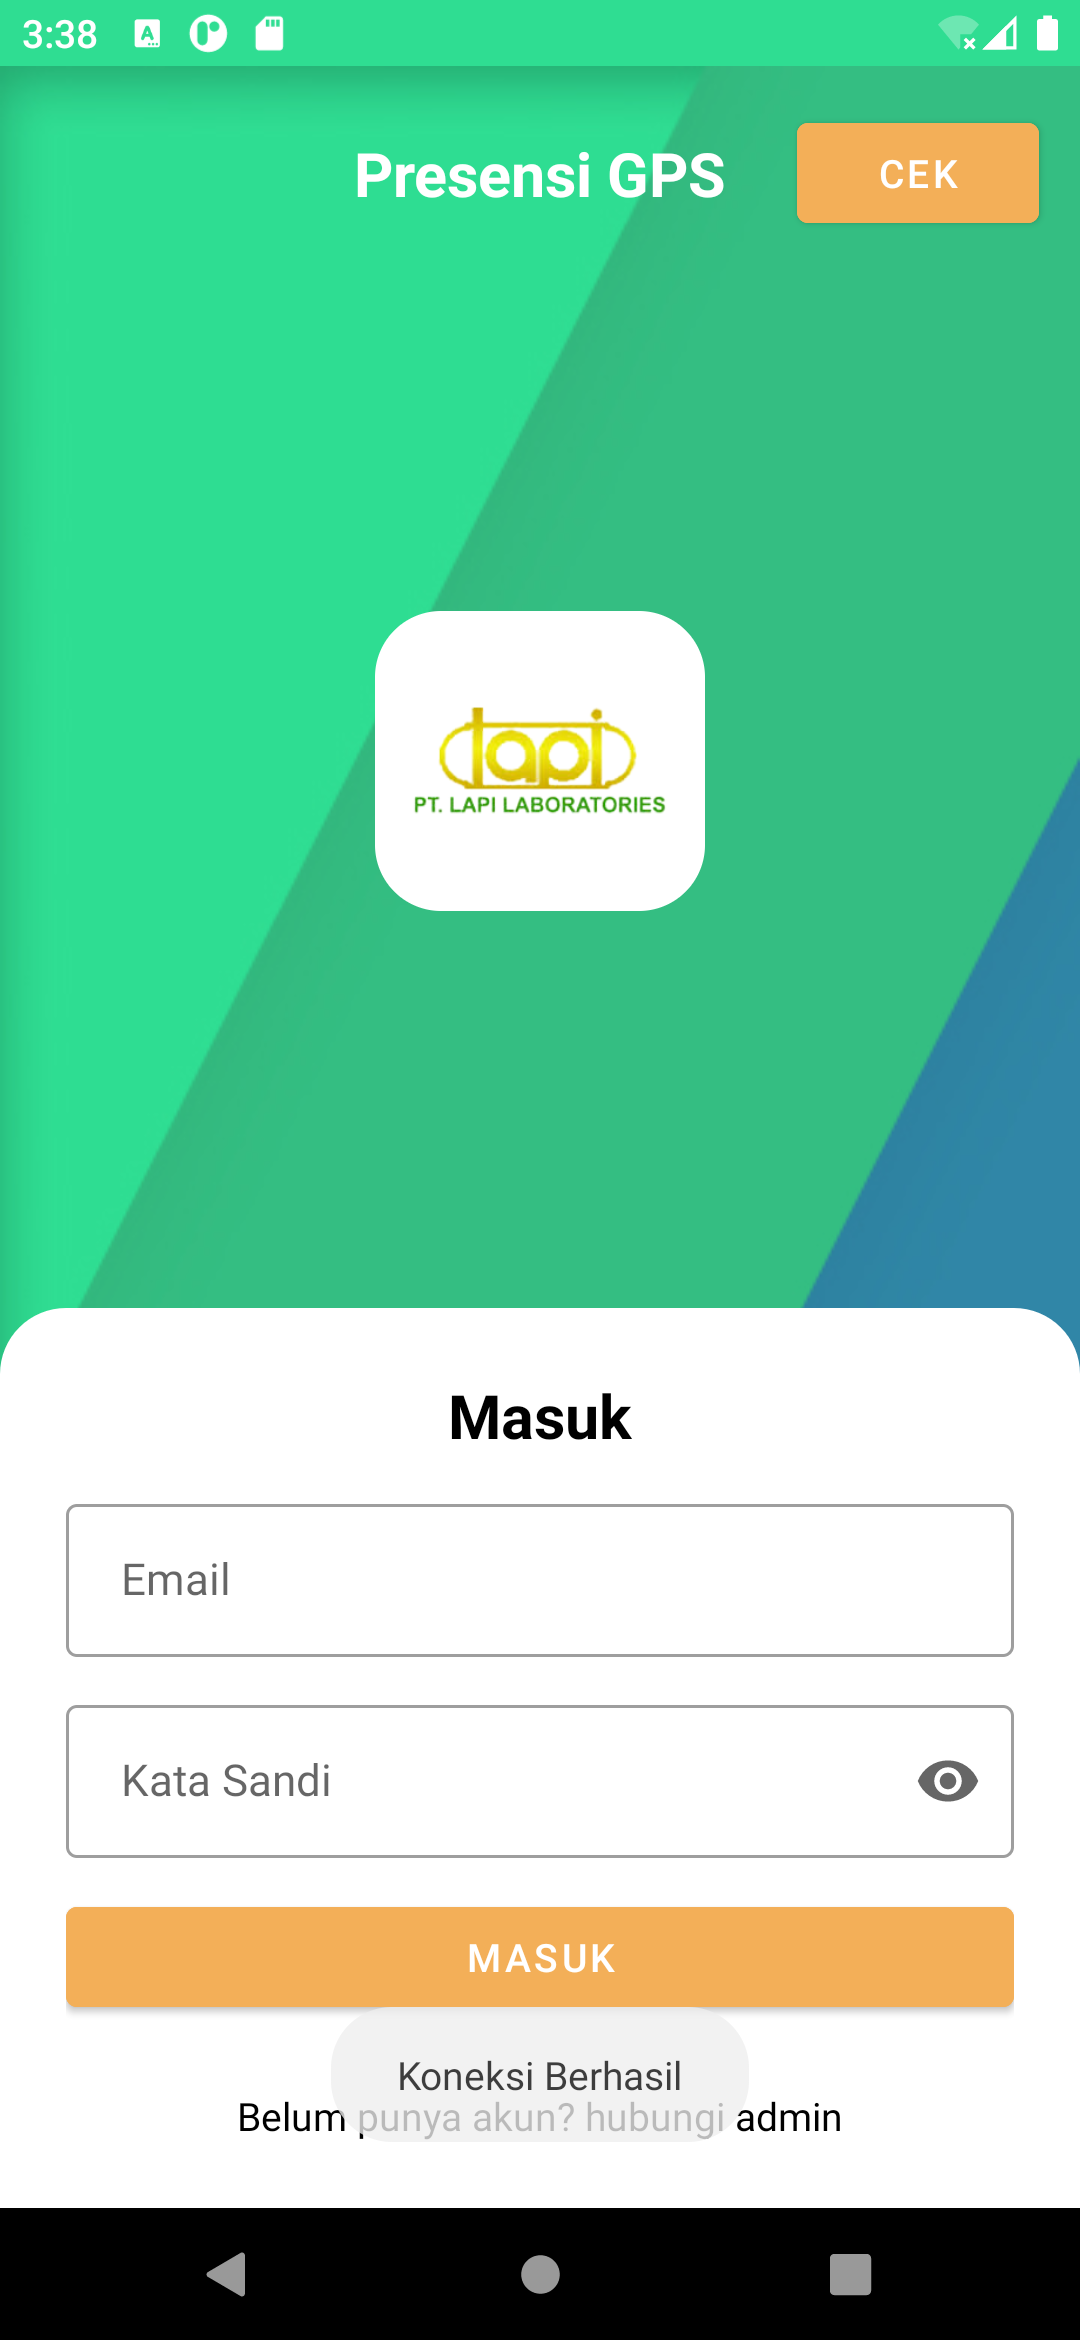 3:38
Presensi GPS
CEK
lapi
PT. LAPI LABORATORIES
Masuk
Email
Kata Sandi
MASUK
Koneksi Berhasil
Belum punya akun? hubungi admin